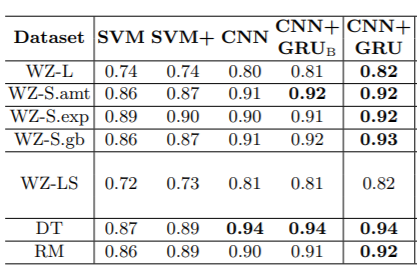 Dataset SVM SVM+ CNN CNN+ GRU_B CNN+ GRU
WZ-L 0.74 0.74 0.80 0.81 0.82
WZ-S.amt 0.86 0.87 0.91 0.92 0.92
WZ-S.exp 0.89 0.90 0.90 0.91 0.92
WZ-S.gb 0.86 0.87 0.91 0.92 0.93
WZ-LS 0.72 0.73 0.81 0.81 0.82
DT 0.87 0.89 0.94 0.94 0.94
RM 0.86 0.89 0.90 0.91 0.92